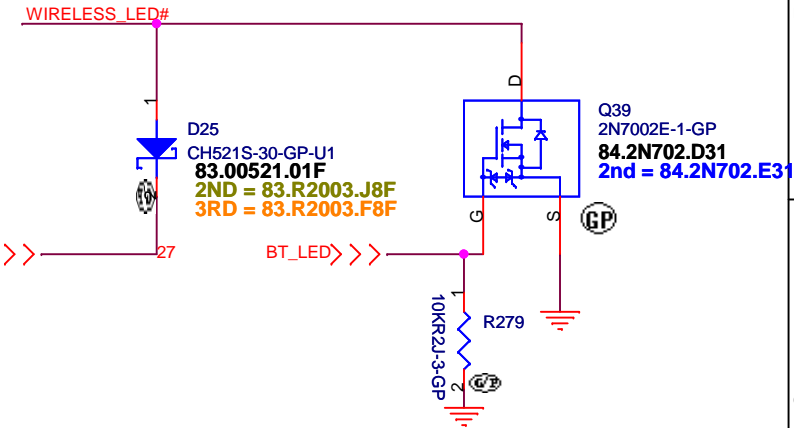 WIRELESS_LED#
D
1
Q39
2N7002E-1-GP
84.2N702.D31
2nd = 84.2N702.E31
D25
CH521S-30-GP-U1
83.00521.01F
2ND = 83.R2003.J8F
3RD = 83.R2003.F8F
G
S
GP
27
BT_LED
1
10KR2J-3-GP
R279
2
G/P